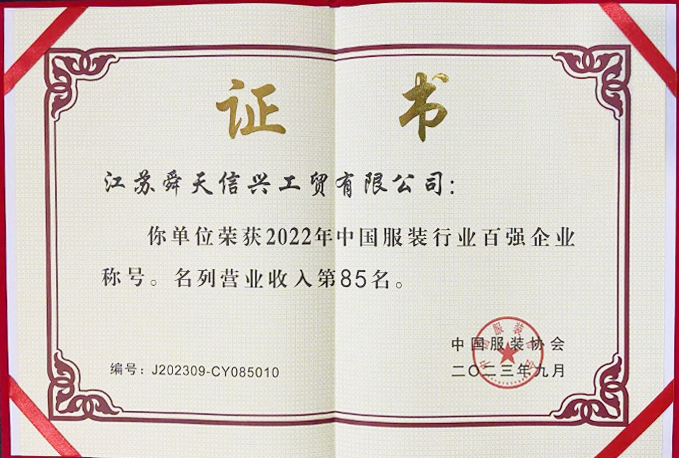 证书
江苏舜天信兴工贸有限公司：
你单位荣获2022年中国服装行业百强企业
称号。名列营业收入第85名。
中国服装协会
编号：J202309-CY085010
二〇二三年九月